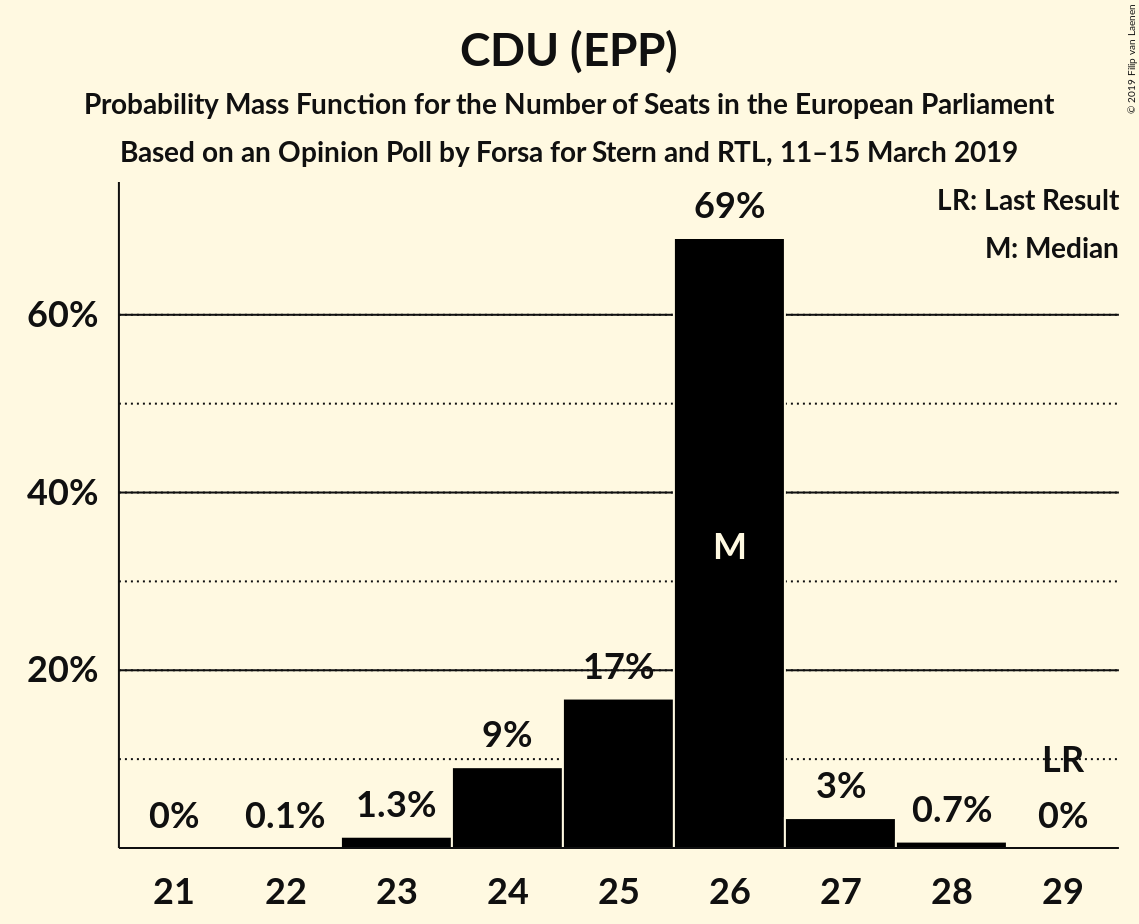 CDU (EPP)
Probability Mass Function for the Number of Seats in the European Parliament
Based on an Opinion Poll by Forsa for Stern and RTL, 11–15 March 2019
© 2019 Filip van Laenen
LR: Last Result
M: Median
69%
60%
40%
M
20%
17%
9%
LR
3%
1.3%
0.7%
0%
0.1%
0%
21 22 23 24 25 26 27 28 29